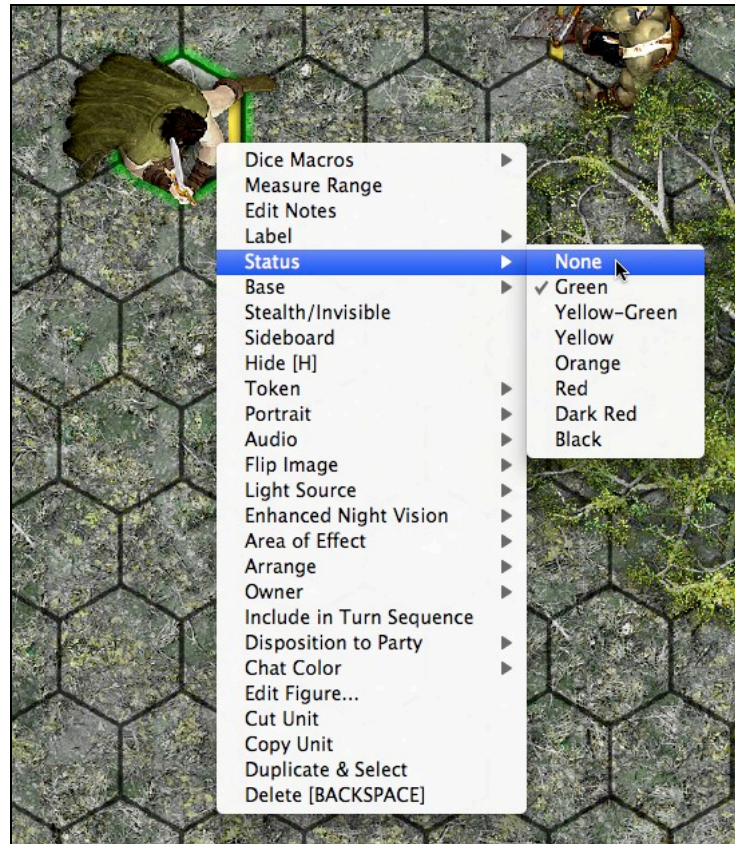 Dice Macros
Measure Range
Edit Notes
Label
Status
Base
Stealth/Invisible
Sideboard
Hide [H]
Token
Portrait
Audio
Flip Image
Light Source
Enhanced Night Vision
Area of Effect
Arrange
Owner
Include in Turn Sequence
Disposition to Party
Chat Color
Edit Figure...
Cut Unit
Copy Unit
Duplicate & Select
Delete [BACKSPACE]
None
Green
Yellow-Green
Yellow
Orange
Red
Dark Red
Black